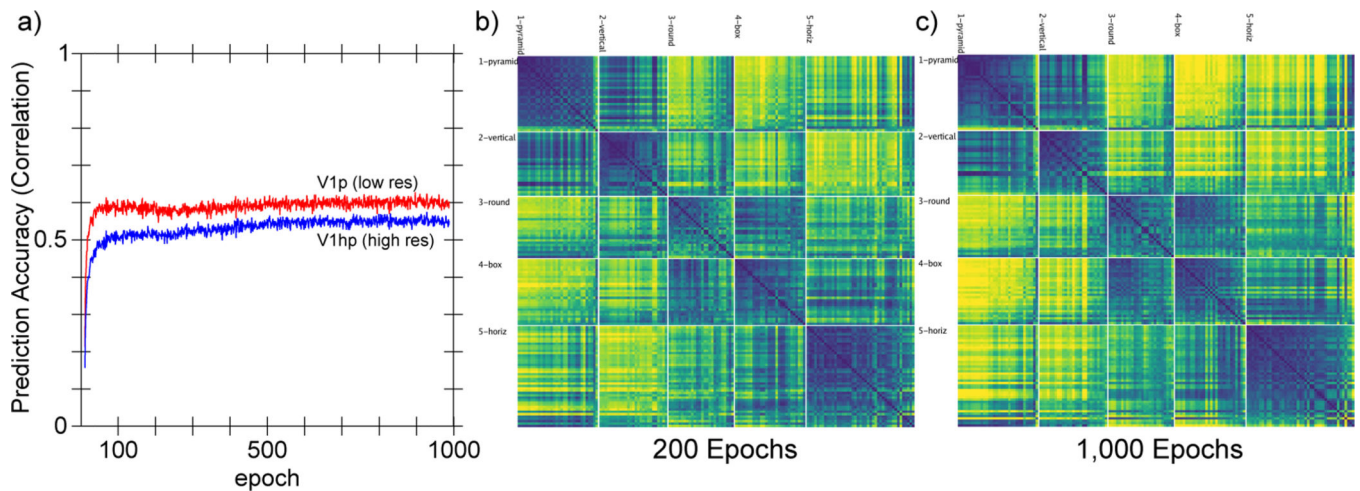 a)
Prediction Accuracy (Correlation)
1
0.5
0
V1p (low res)
V1hp (high res)
100
500
1000
epoch
b)
1-pyramid
2-vertical
3-round
4-box
5-horiz
1-pyramid
2-vertical
3-round
4-box
5-horiz
200 Epochs
c)
1-pyramid
2-vertical
3-round
4-box
5-horiz
1-pyramid
2-vertical
3-round
4-box
5-horiz
1,000 Epochs